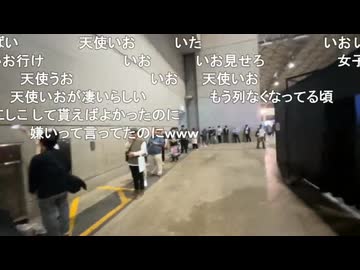 ぱい 天使いお いた いおい
お行け いお いお見せろ 女子
天使うお いお 天使いお
天使いおが凄いらしい もう列なくなってる頃
にしこして貰えばよかったのに
嫌いって言ってたのにwww